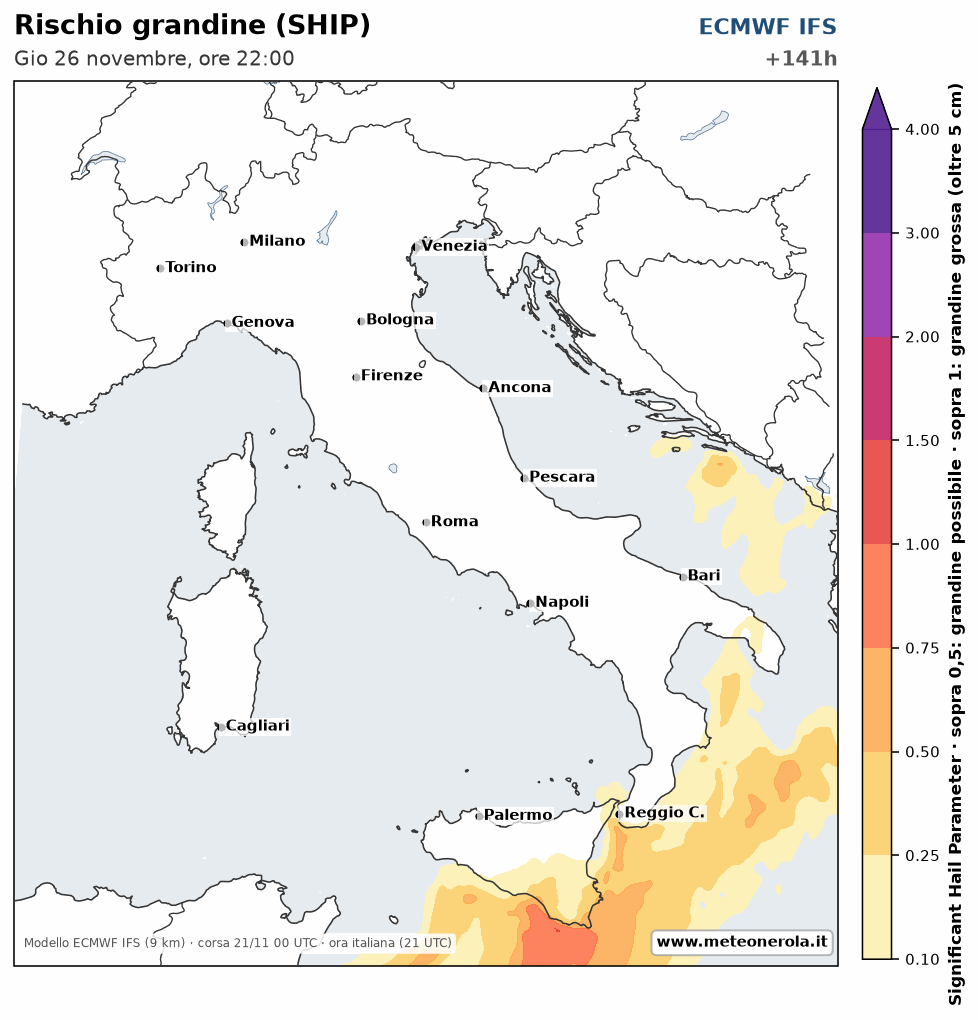 Rischio grandine (SHIP)
ECMWF IFS
Gio 26 novembre, ore 22:00
+141h
Milano
Venezia
Torino
Genova
Bologna
Firenze
Ancona
Pescara
Roma
Bari
Napoli
Cagliari
Palermo
Reggio C.
Modello ECMWF IFS (9 km) · corsa 21/11 00 UTC · ora italiana (21 UTC)
www.meteonerola.it
4.00
3.00
2.00
1.50
1.00
0.75
0.50
0.25
0.10
Significant Hail Parameter · sopra 0,5: grandine possibile · sopra 1: grandine grossa (oltre 5 cm)